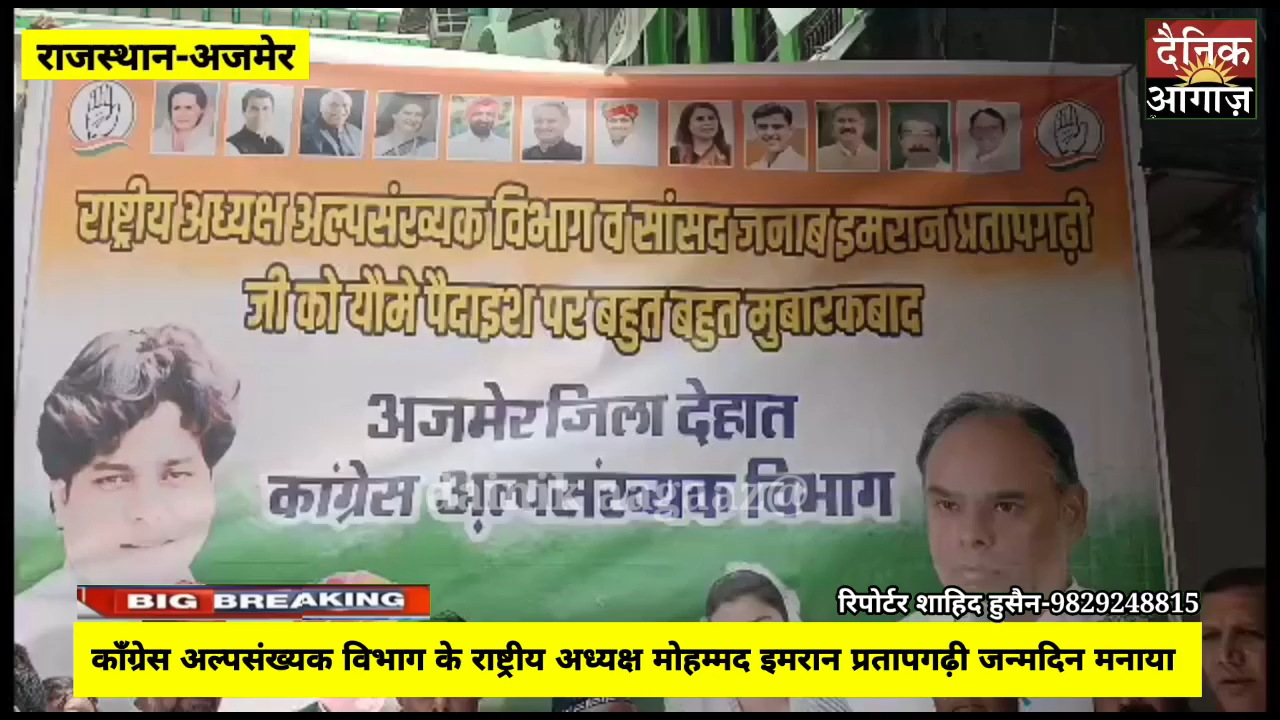 राजस्थान-अजमेर
दैनिक
आगाज़
राष्ट्रीय अध्यक्ष अल्पसंख्यक विभाग व सांसद जनाब इमरान प्रतापगढ़ी
जी को यौमे पैदाइश पर बहुत बहुत मुबारकबाद
अजमेर जिला देहात
कांग्रेस अल्पसंख्यक विभाग
BIG BREAKING
रिपोर्टर शाहिद हुसैन-9829248815
काँग्रेस अल्पसंख्यक विभाग के राष्ट्रीय अध्यक्ष मोहम्मद इमरान प्रतापगढ़ी जन्मदिन मनाया